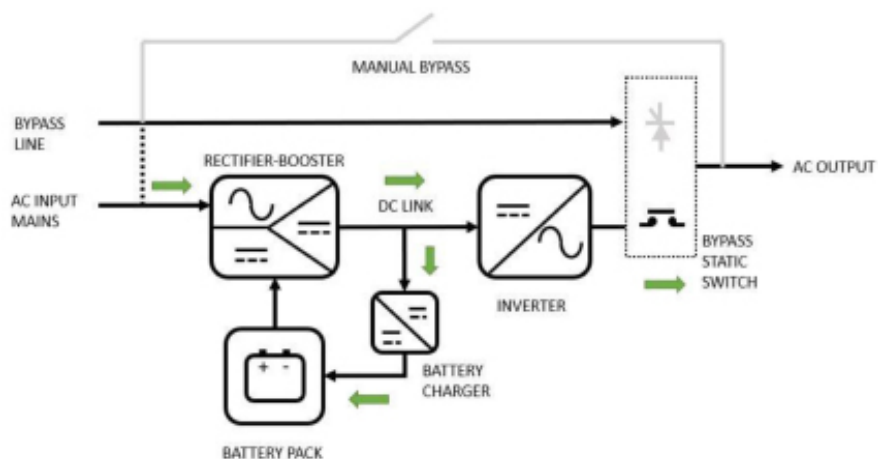 MANUAL BYPASS
BYPASS
LINE
RECTIFIER-BOOSTER
AC OUTPUT
AC INPUT
MAINS
DC LINK
BYPASS
STATIC
SWITCH
INVERTER
+ -
BATTERY
CHARGER
BATTERY PACK